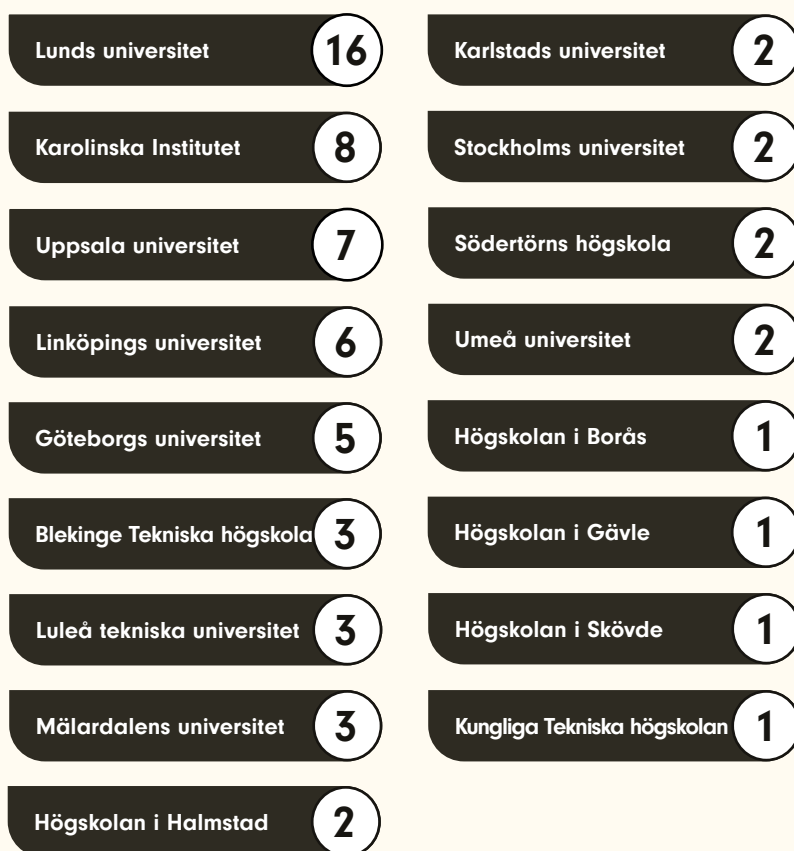 Lunds universitet 16
Karolinska Institutet 8
Uppsala universitet 7
Linköpings universitet 6
Göteborgs universitet 5
Blekinge Tekniska högskola 3
Luleå tekniska universitet 3
Mälardalens universitet 3
Högskolan i Halmstad 2
Karlstads universitet 2
Stockholms universitet 2
Södertörns högskola 2
Umeå universitet 2
Högskolan i Borås 1
Högskolan i Gävle 1
Högskolan i Skövde 1
Kungliga Tekniska högskolan 1